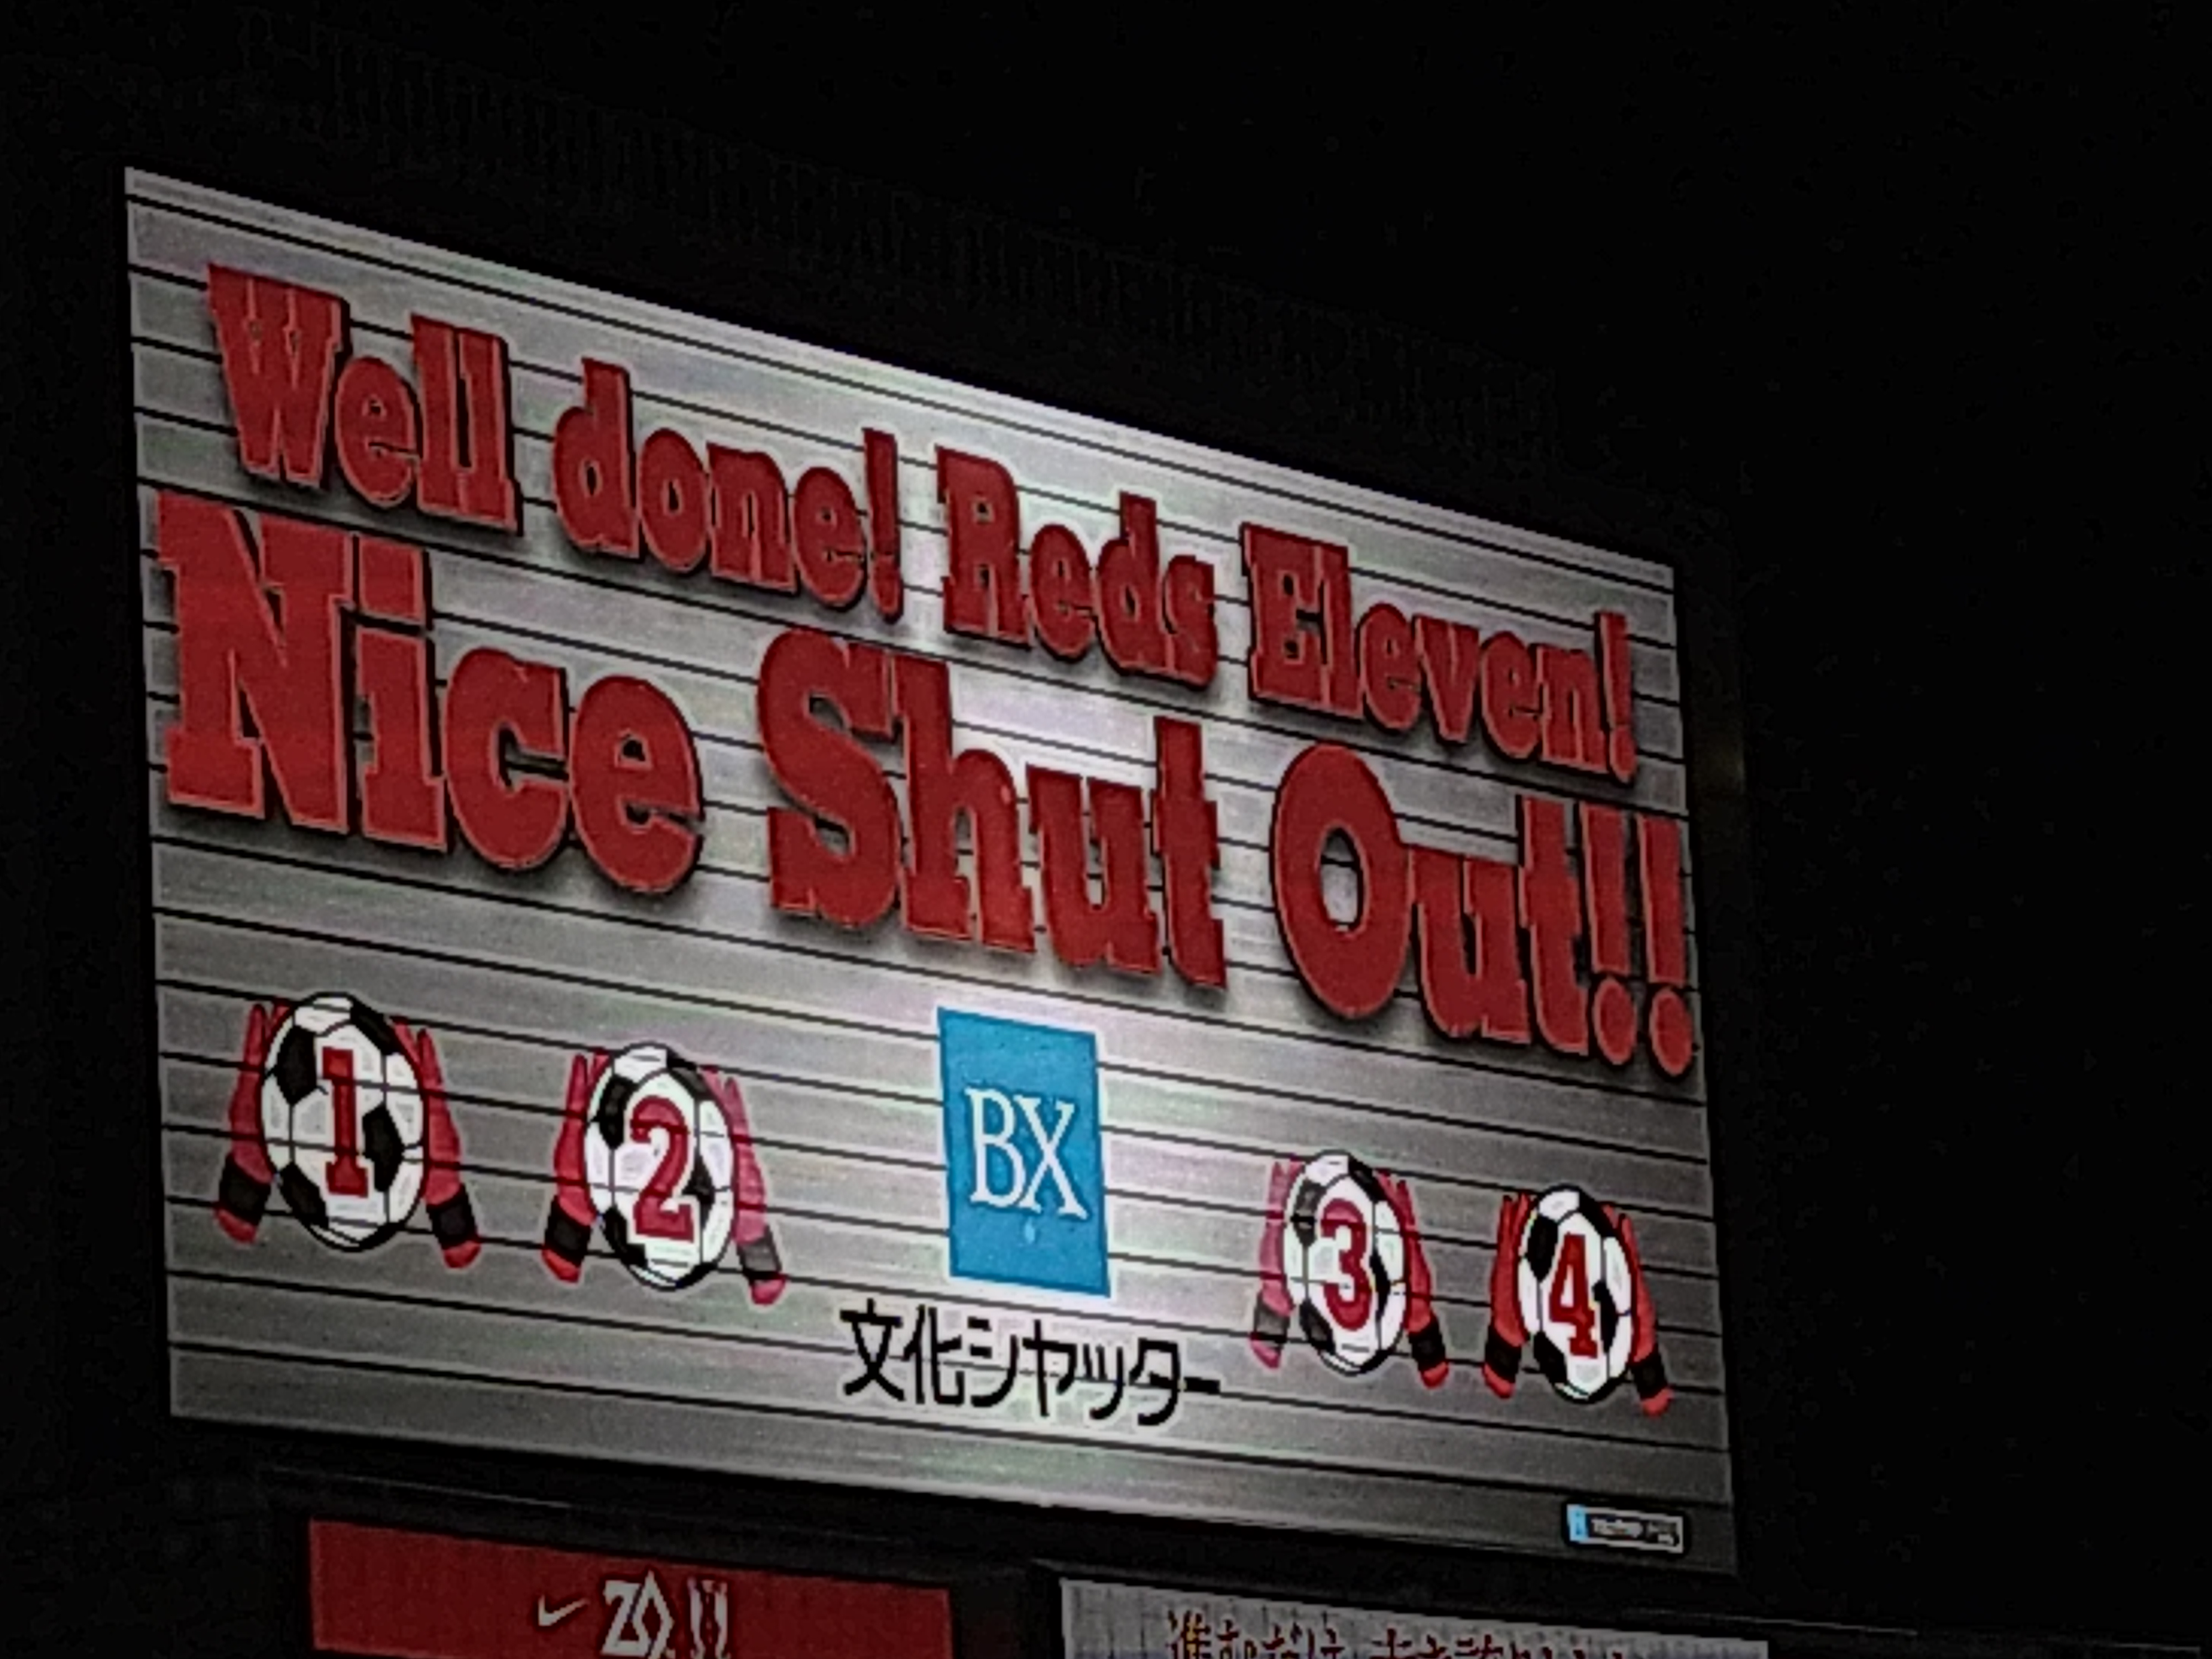 Well done! Reds Eleven!
Nice Shut Out!!
1
2
BX
3
4
文化シヤッター